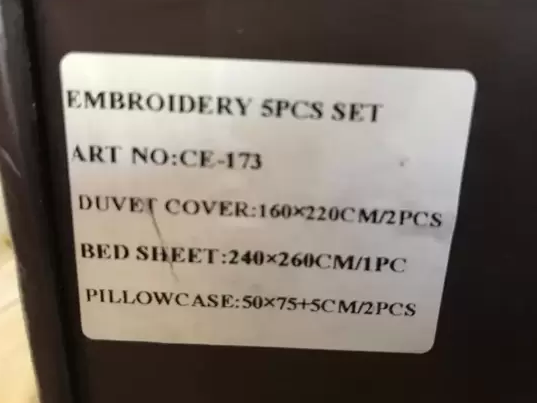 EMBROIDERY 5PCS SET
ART NO:CE-173
DUVET COVER:160×220CM/2PCS
BED SHEET:240×260CM/1PC
PILLOWCASE:50×75+5CM/2PCS